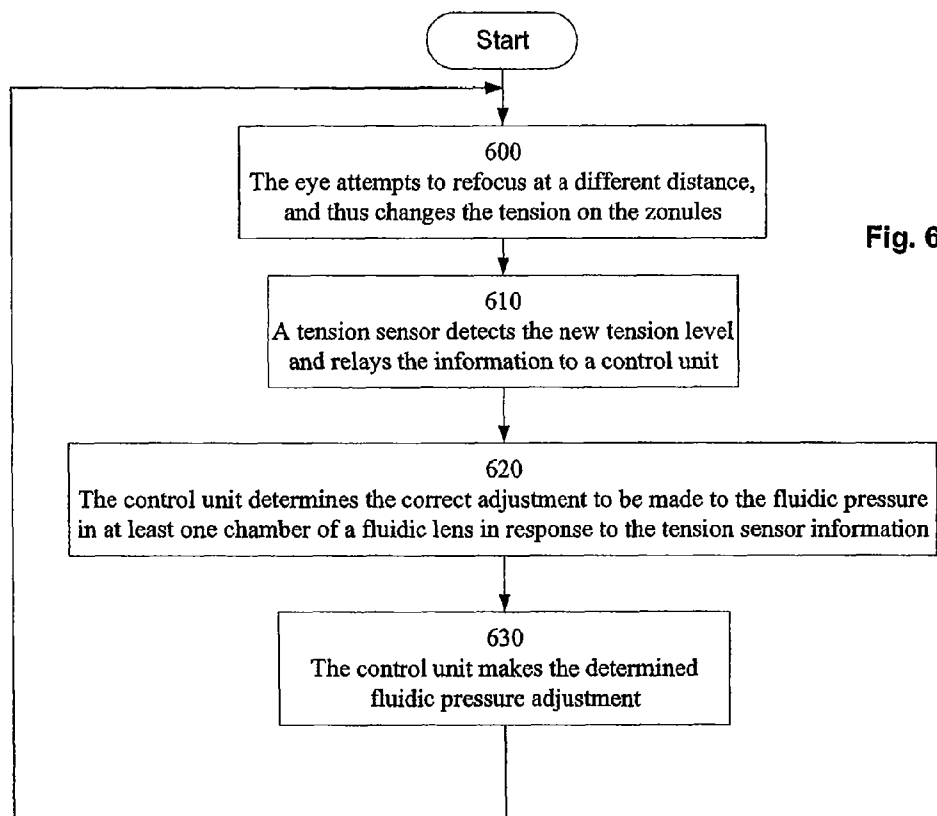 Start
600
The eye attempts to refocus at a different distance,
and thus changes the tension on the zonules
Fig. 6
610
A tension sensor detects the new tension level
and relays the information to a control unit
620
The control unit determines the correct adjustment to be made to the fluidic pressure
in at least one chamber of a fluidic lens in response to the tension sensor information
630
The control unit makes the determined
fluidic pressure adjustment